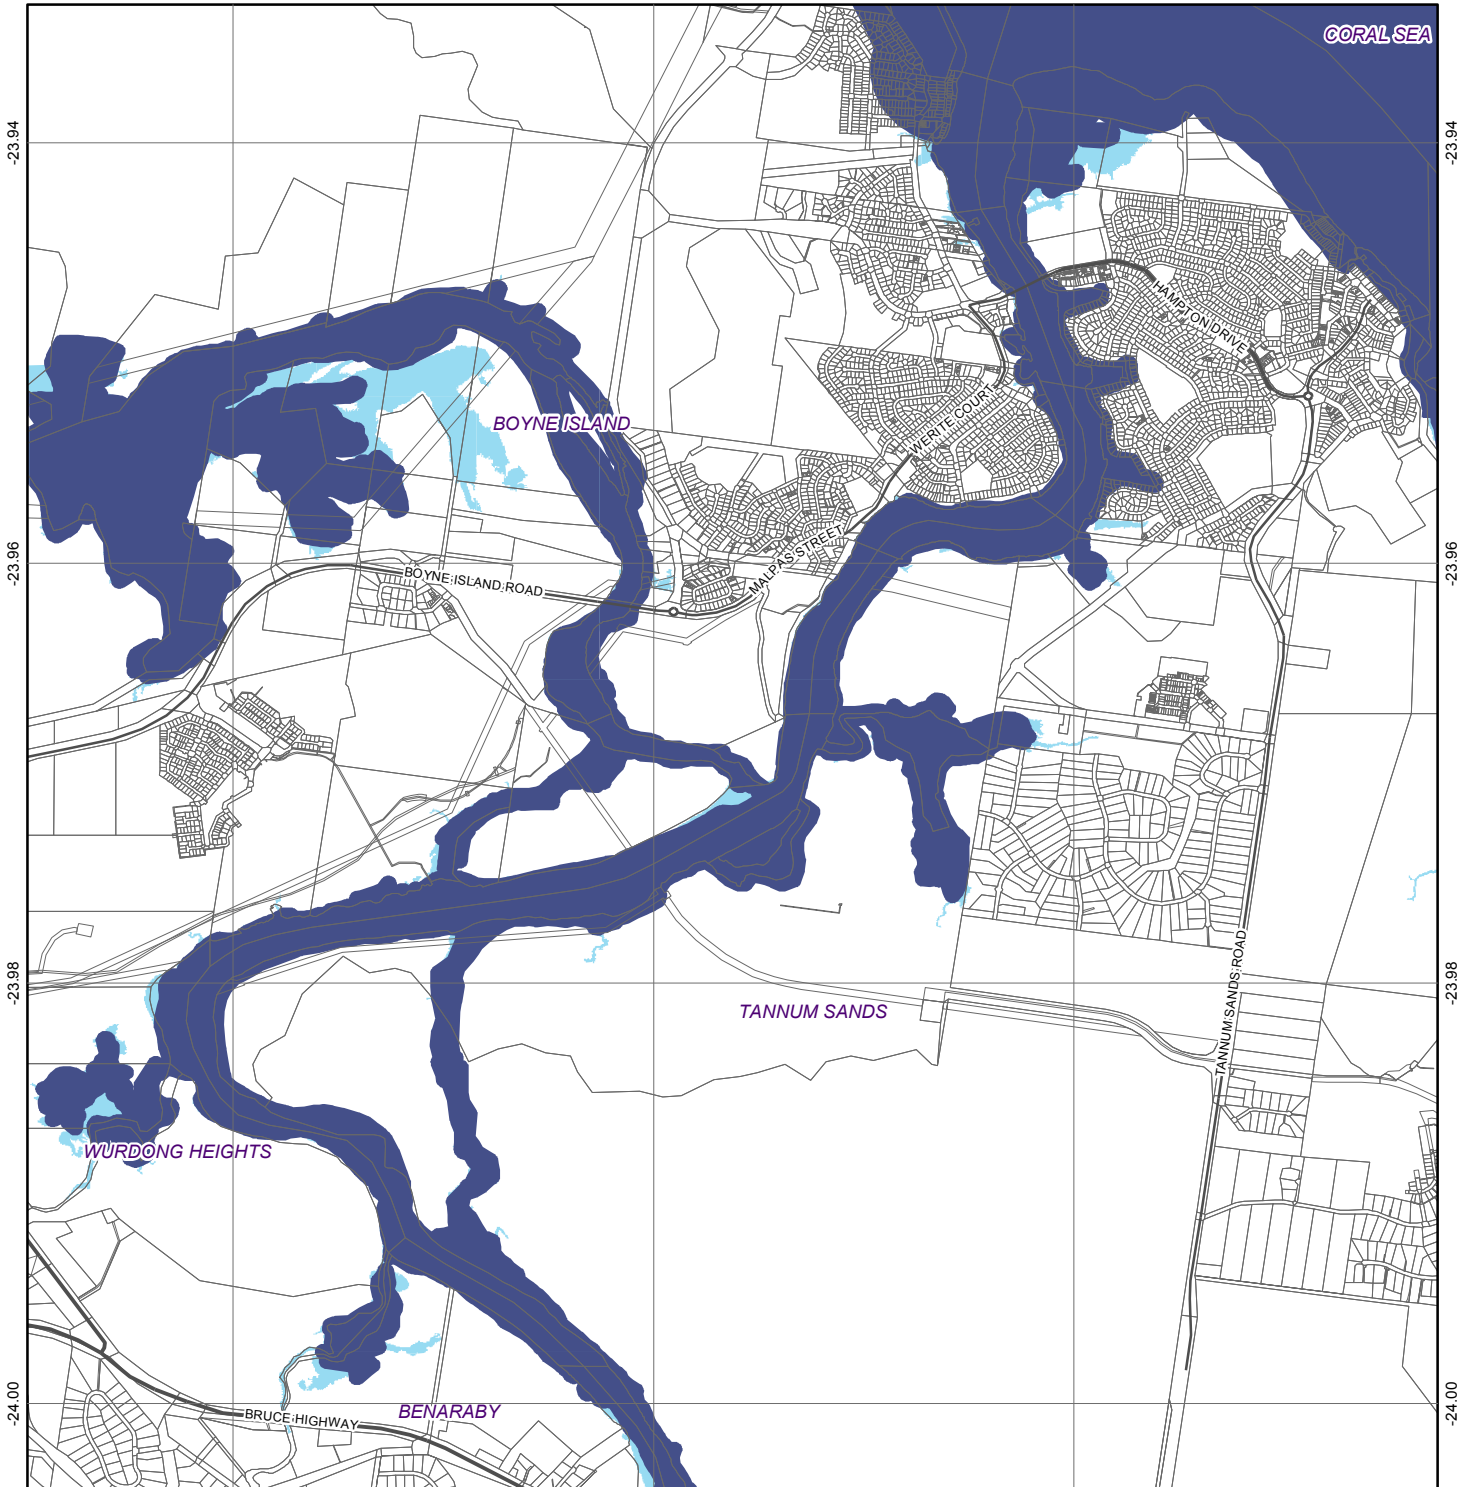 CORAL SEA
-23.94
-23.94
HAMPTON DRIVE
WERITE COURT
BOYNE ISLAND
MALPAS STREET
-23.96
-23.96
BOYNE ISLAND ROAD
TANNUM SANDS ROAD
-23.98
-23.98
TANNUM SANDS
WURDONG HEIGHTS
-24.00
-24.00
BRUCE HIGHWAY
BENARABY